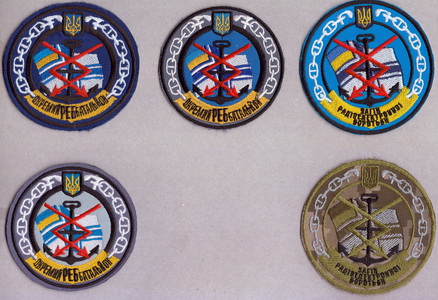 ОКРЕМИЙ РЕБ БАТАЛЬЙОН
ОКРЕМИЙ РЕБ БАТАЛЬЙОН
ЗАГІН
РАДІОЕЛЕКТРОННОЇ
БОРОТЬБИ
ОКРЕМИЙ РЕБ БАТАЛЬЙОН
ЗАГІН
РАДІОЕЛЕКТРОННОЇ
БОРОТЬБИ